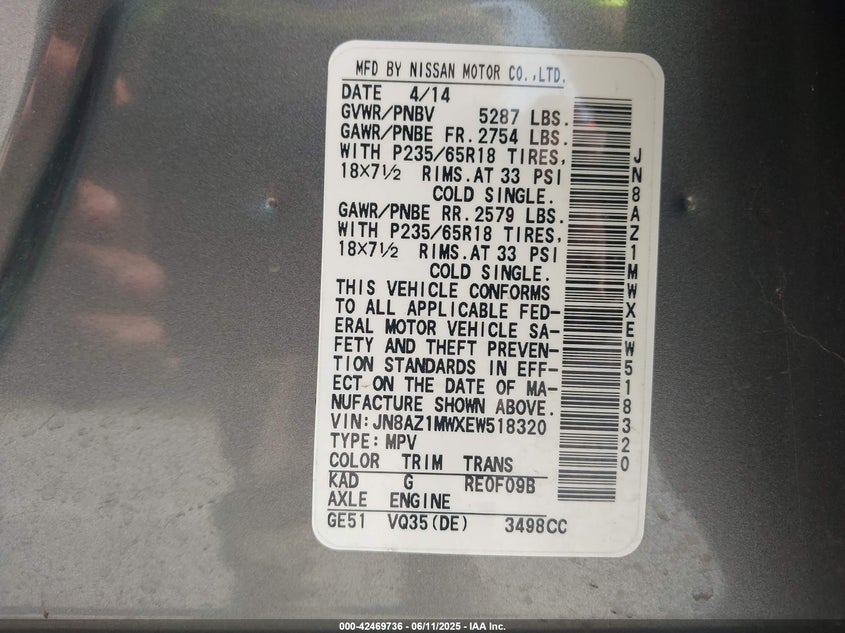 MFD BY NISSAN MOTOR CO.,LTD.
DATE 4/14
GVWR/PNBV 5287 LBS.
GAWR/PNBE FR. 2754 LBS.
WITH P235/65R18 TIRES,
18X7½ RIMS.AT 33 PSI
COLD SINGLE.
GAWR/PNBE RR. 2579 LBS.
WITH P235/65R18 TIRES,
18X7½ RIMS.AT 33 PSI
COLD SINGLE.
THIS VEHICLE CONFORMS
TO ALL APPLICABLE FED-
ERAL MOTOR VEHICLE SA-
FETY AND THEFT PREVEN-
TION STANDARDS IN EFF-
ECT ON THE DATE OF MA-
NUFACTURE SHOWN ABOVE.
VIN: JN8AZ1MWXEW518320
TYPE: MPV
COLOR TRIM TRANS
KAD G RE0F09B
AXLE ENGINE
GE51 VQ35(DE) 3498CC
JN8AZ1MWXEW518320
000-42469736 - 06/11/2025 - IAA Inc.